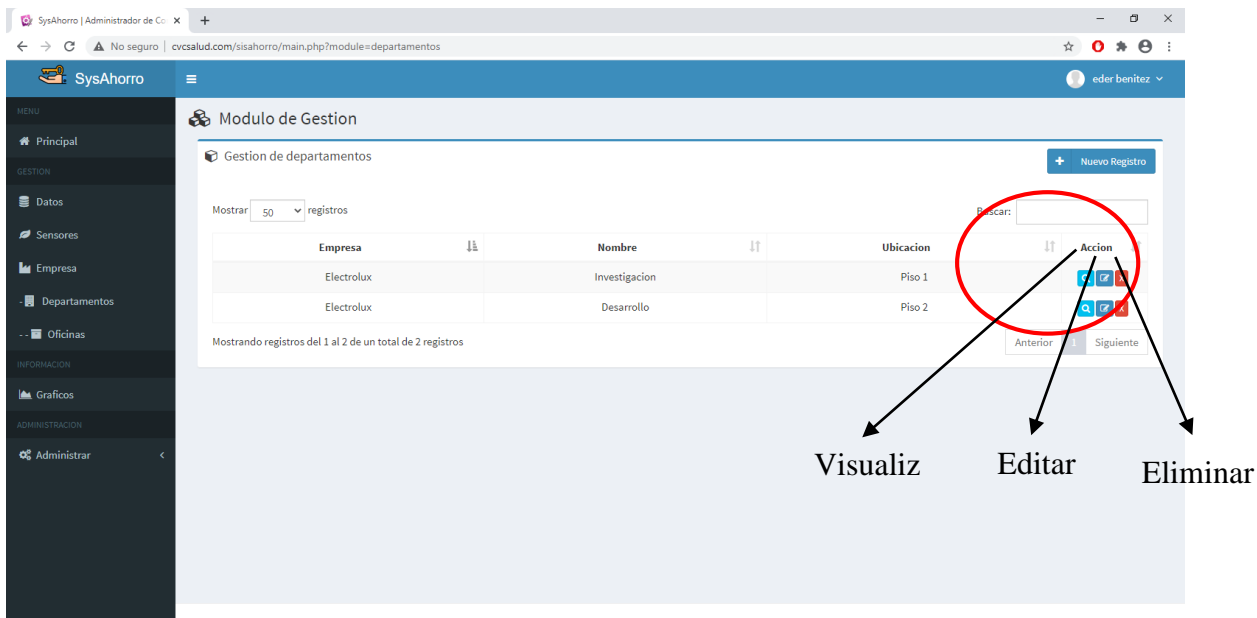 SysAhorro | Administrador de Co
No seguro | cvcsalud.com/sisahorro/main.php?module=departamentos
SysAhorro
eder benitez
MENU
Principal
GESTION
Datos
Sensores
Empresa
- Departamentos
-- Oficinas
INFORMACION
Graficos
ADMINISTRACION
Administrar
Modulo de Gestion
Gestion de departamentos
+ Nuevo Registro
Mostrar 50 registros
Buscar:
Empresa Nombre Ubicacion Accion
Electrolux Investigacion Piso 1
Electrolux Desarrollo Piso 2
Mostrando registros del 1 al 2 de un total de 2 registros
Anterior 1 Siguiente
Visualiz Editar Eliminar